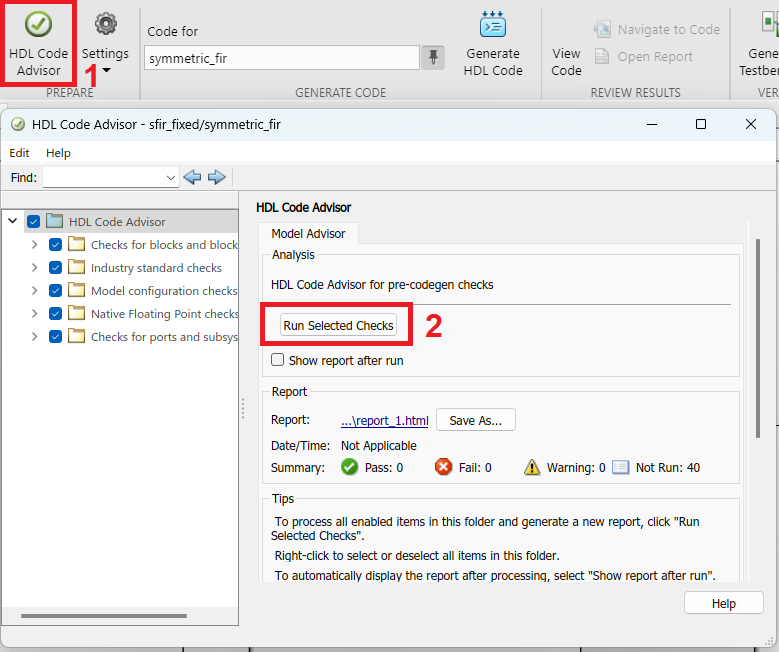 HDL Code
Advisor
Settings
1
PREPARE
Code for
symmetric_fir
Generate
HDL Code
GENERATE CODE
View
Code
Navigate to Code
Open Report
REVIEW RESULTS
HDL Code Advisor - sfir_fixed/symmetric_fir
Edit Help
Find:
HDL Code Advisor
Checks for blocks and block
Industry standard checks
Model configuration checks
Native Floating Point checks
Checks for ports and subsys
HDL Code Advisor
Model Advisor
Analysis
HDL Code Advisor for pre-codegen checks
Run Selected Checks
2
Show report after run
Report
Report: ...\report_1.html Save As...
Date/Time: Not Applicable
Summary: Pass: 0 Fail: 0 Warning: 0 Not Run: 40
Tips
To process all enabled items in this folder and generate a new report, click "Run
Selected Checks".
Right-click to select or deselect all items in this folder.
To automatically display the report after processing, select "Show report after run".
Help